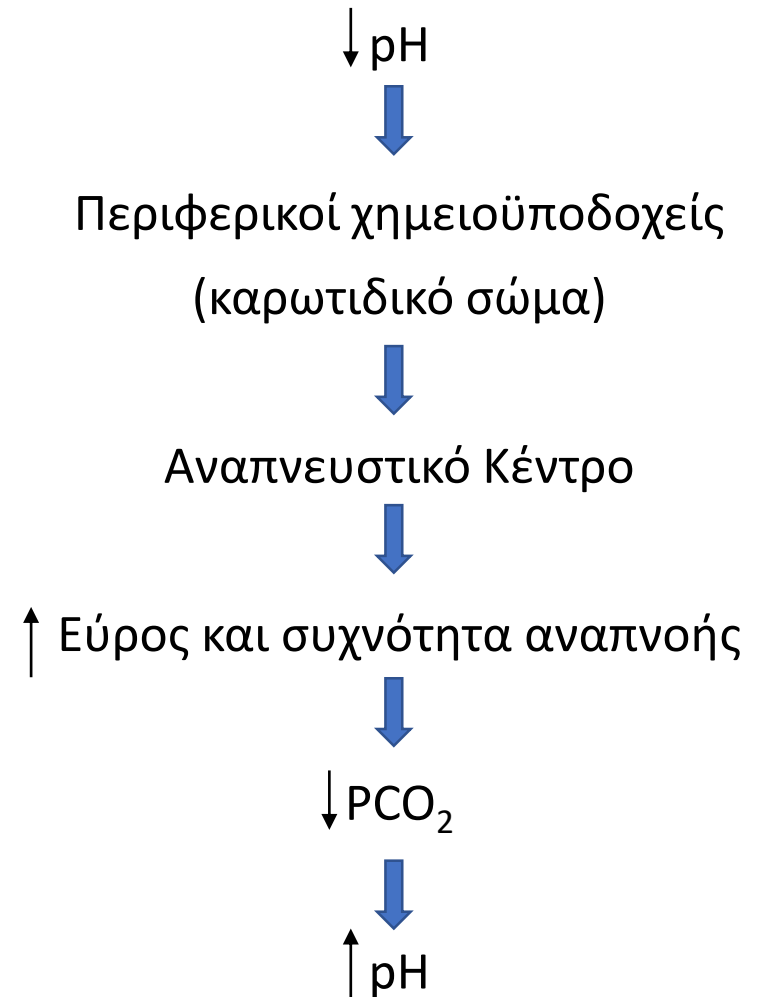 ↓ pH
Περιφερικοί χημειοϋποδοχείς
(καρωτιδικό σώμα)
Αναπνευστικό Κέντρο
↑ Εύρος και συχνότητα αναπνοής
↓ PCO₂
↑ pH